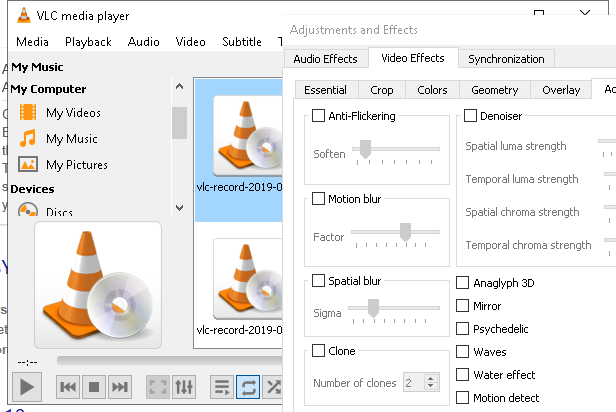 VLC media player
Media Playback Audio Video Subtitle
My Music
My Computer
My Videos
My Music
My Pictures
Devices
Discs
vlc-record-2019-0
vlc-record-2019-0
--:--
Adjustments and Effects
Audio Effects Video Effects Synchronization
Essential Crop Colors Geometry Overlay
Anti-Flickering
Soften
Motion blur
Factor
Spatial blur
Sigma
Clone
Number of clones 2
Denoiser
Spatial luma strength
Temporal luma strength
Spatial chroma strength
Temporal chroma strength
Anaglyph 3D
Mirror
Psychedelic
Waves
Water effect
Motion detect